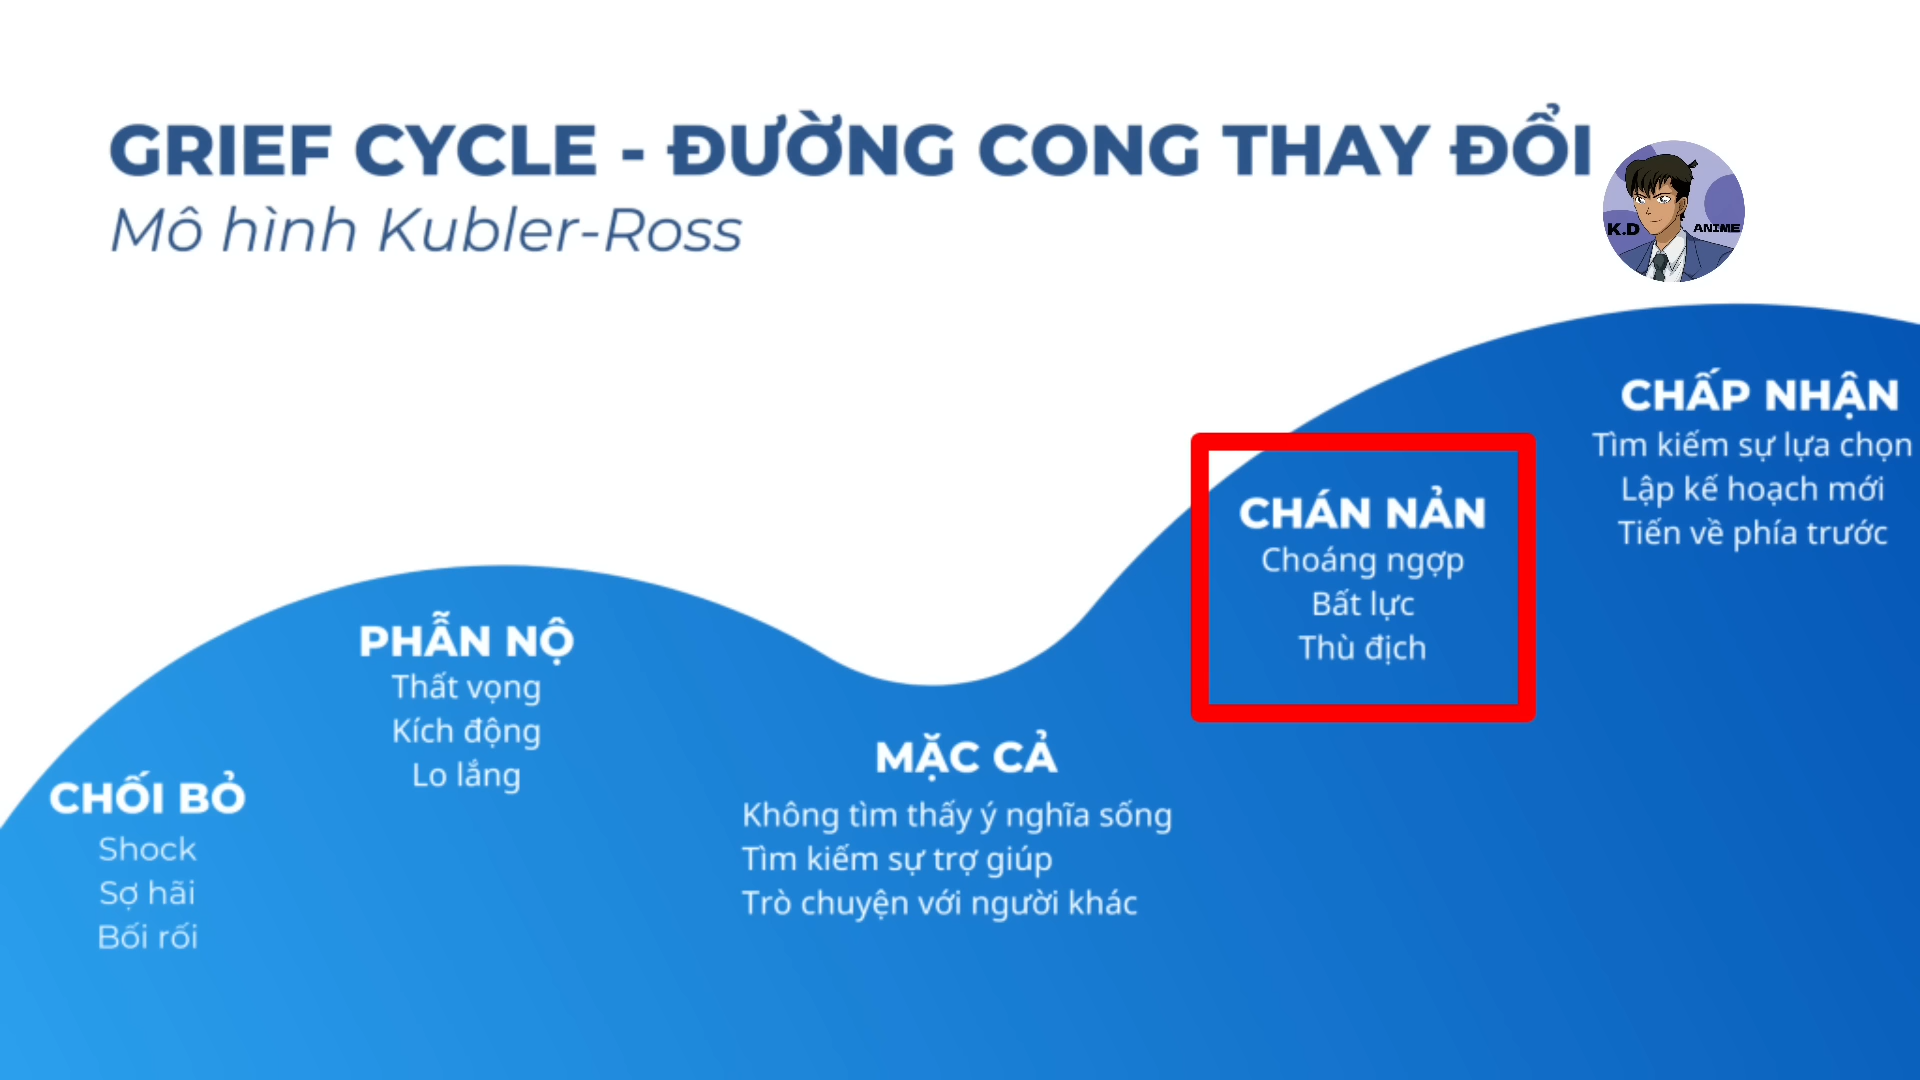 GRIEF CYCLE - ĐƯỜNG CONG THAY ĐỔI
Mô hình Kubler-Ross
K.D ANIME
CHỐI BỎ
Shock
Sợ hãi
Bối rối
PHẪN NỘ
Thất vọng
Kích động
Lo lắng
MẶC CẢ
Không tìm thấy ý nghĩa sống
Tìm kiếm sự trợ giúp
Trò chuyện với người khác
CHÁN NẢN
Choáng ngợp
Bất lực
Thù địch
CHẤP NHẬN
Tìm kiếm sự lựa chọn
Lập kế hoạch mới
Tiến về phía trước